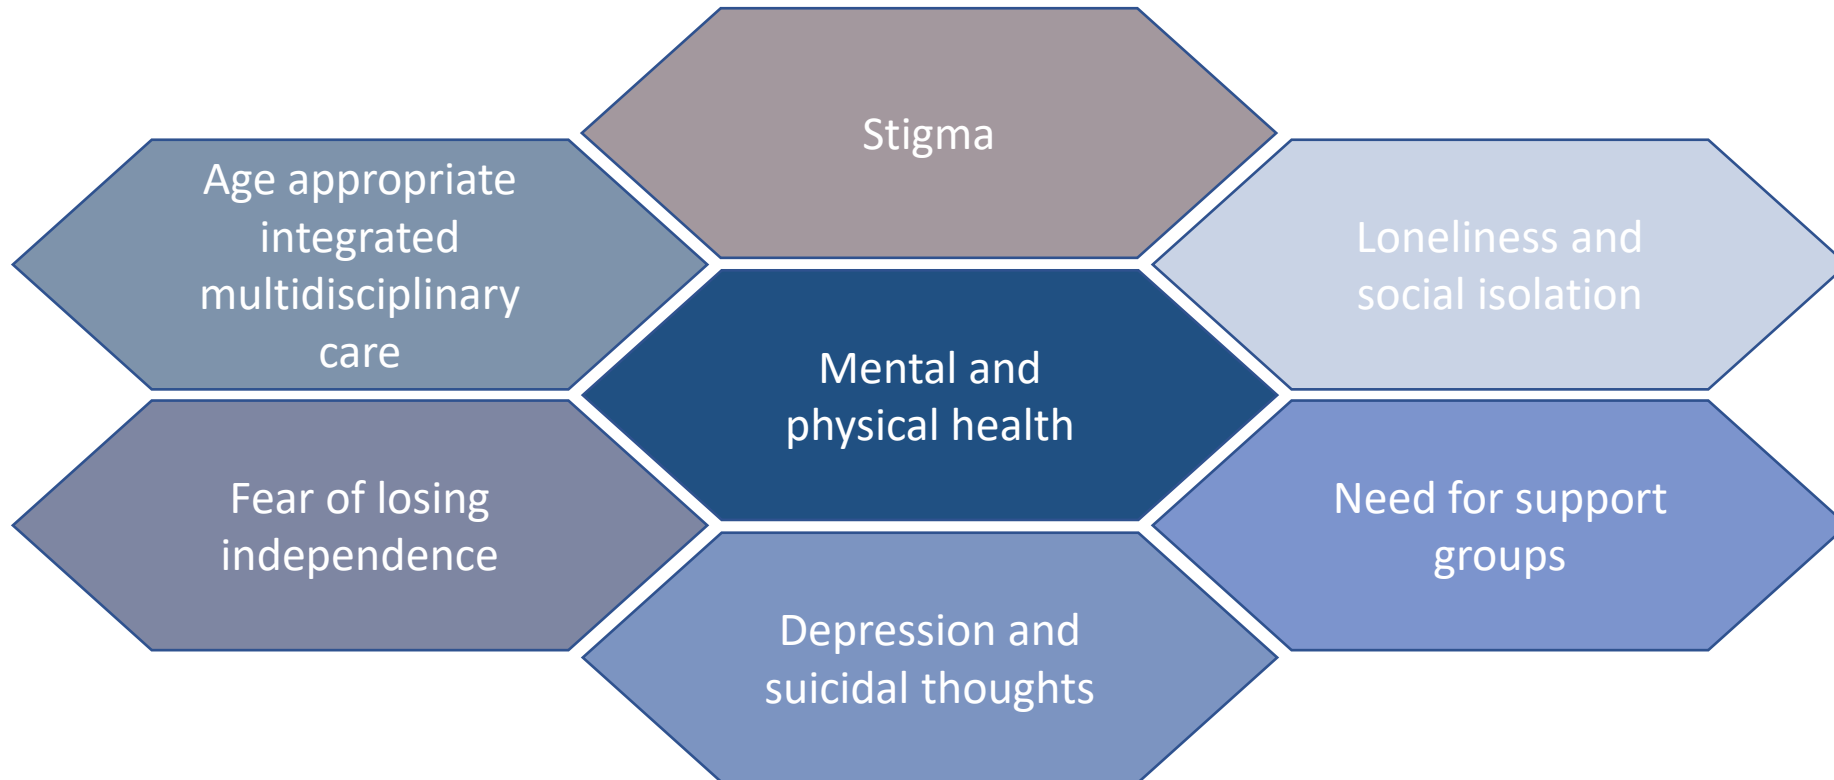 Stigma
Age appropriate
integrated
multidisciplinary
care
Loneliness and
social isolation
Mental and
physical health
Fear of losing
independence
Need for support
groups
Depression and
suicidal thoughts